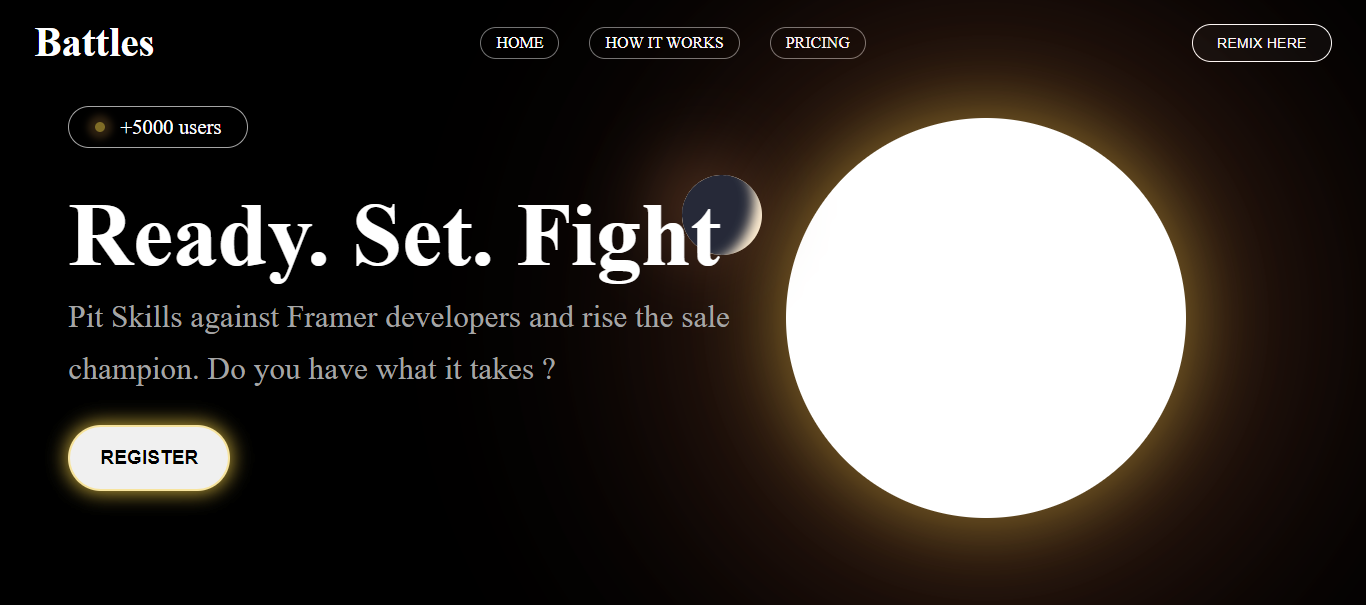 Battles
HOME
HOW IT WORKS
PRICING
REMIX HERE
+5000 users
Ready. Set. Fight
Pit Skills against Framer developers and rise the sale
champion. Do you have what it takes ?
REGISTER